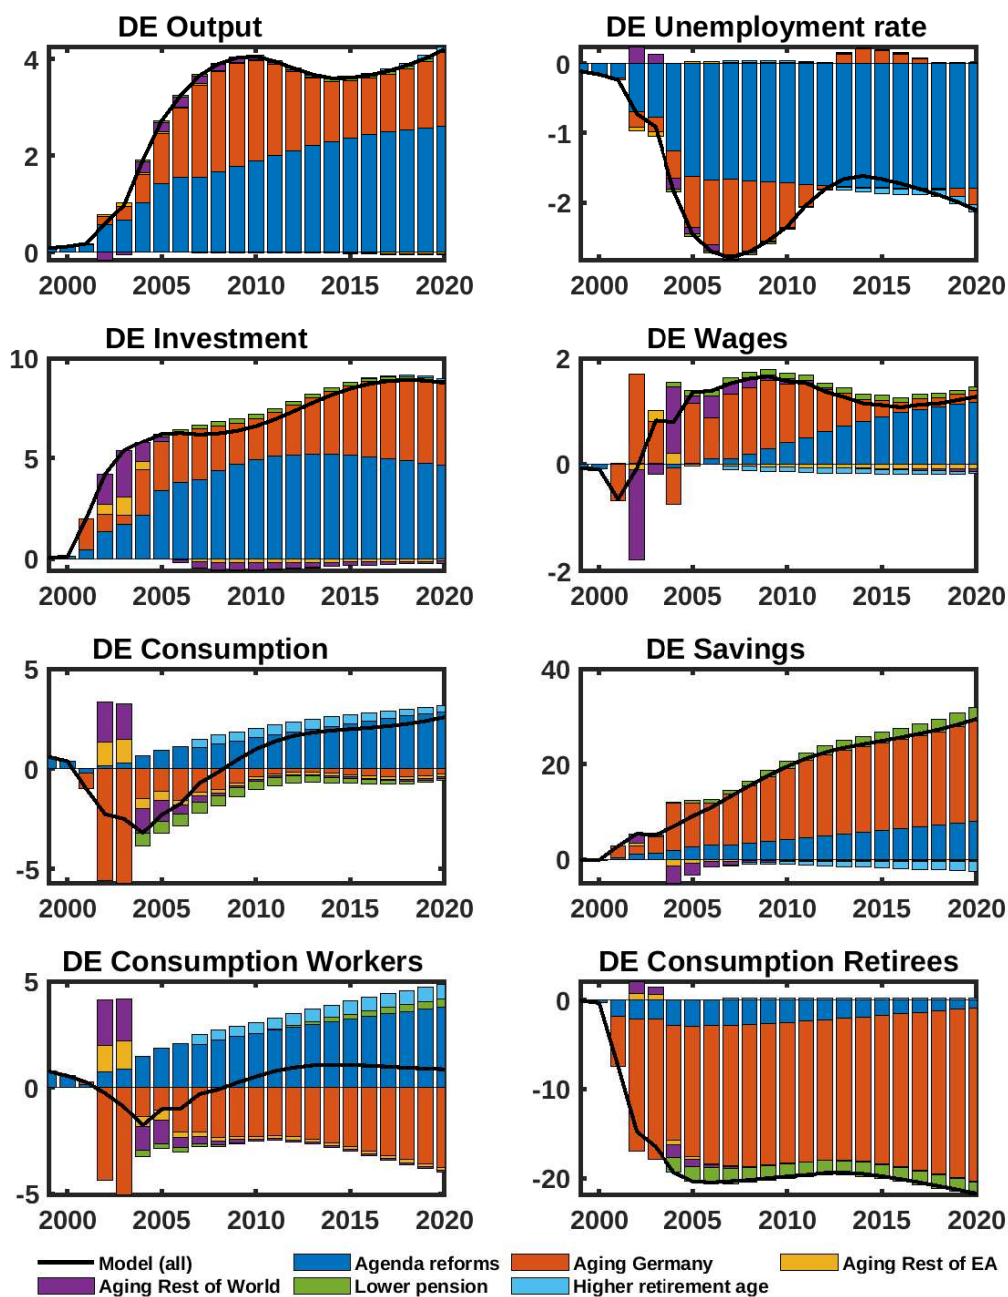 DE Output
DE Unemployment rate
4
2
0
2000 2005 2010 2015 2020
0
-1
-2
2000 2005 2010 2015 2020
DE Investment
DE Wages
10
5
0
2000 2005 2010 2015 2020
2
1
0
-2
2000 2005 2010 2015 2020
DE Consumption
DE Savings
5
0
-5
2000 2005 2010 2015 2020
40
20
0
2000 2005 2010 2015 2020
DE Consumption Workers
DE Consumption Retirees
5
0
-5
2000 2005 2010 2015 2020
0
-10
-20
2000 2005 2010 2015 2020
Model (all) Agenda reforms Aging Germany Aging Rest of EA
Aging Rest of World Lower pension Higher retirement age